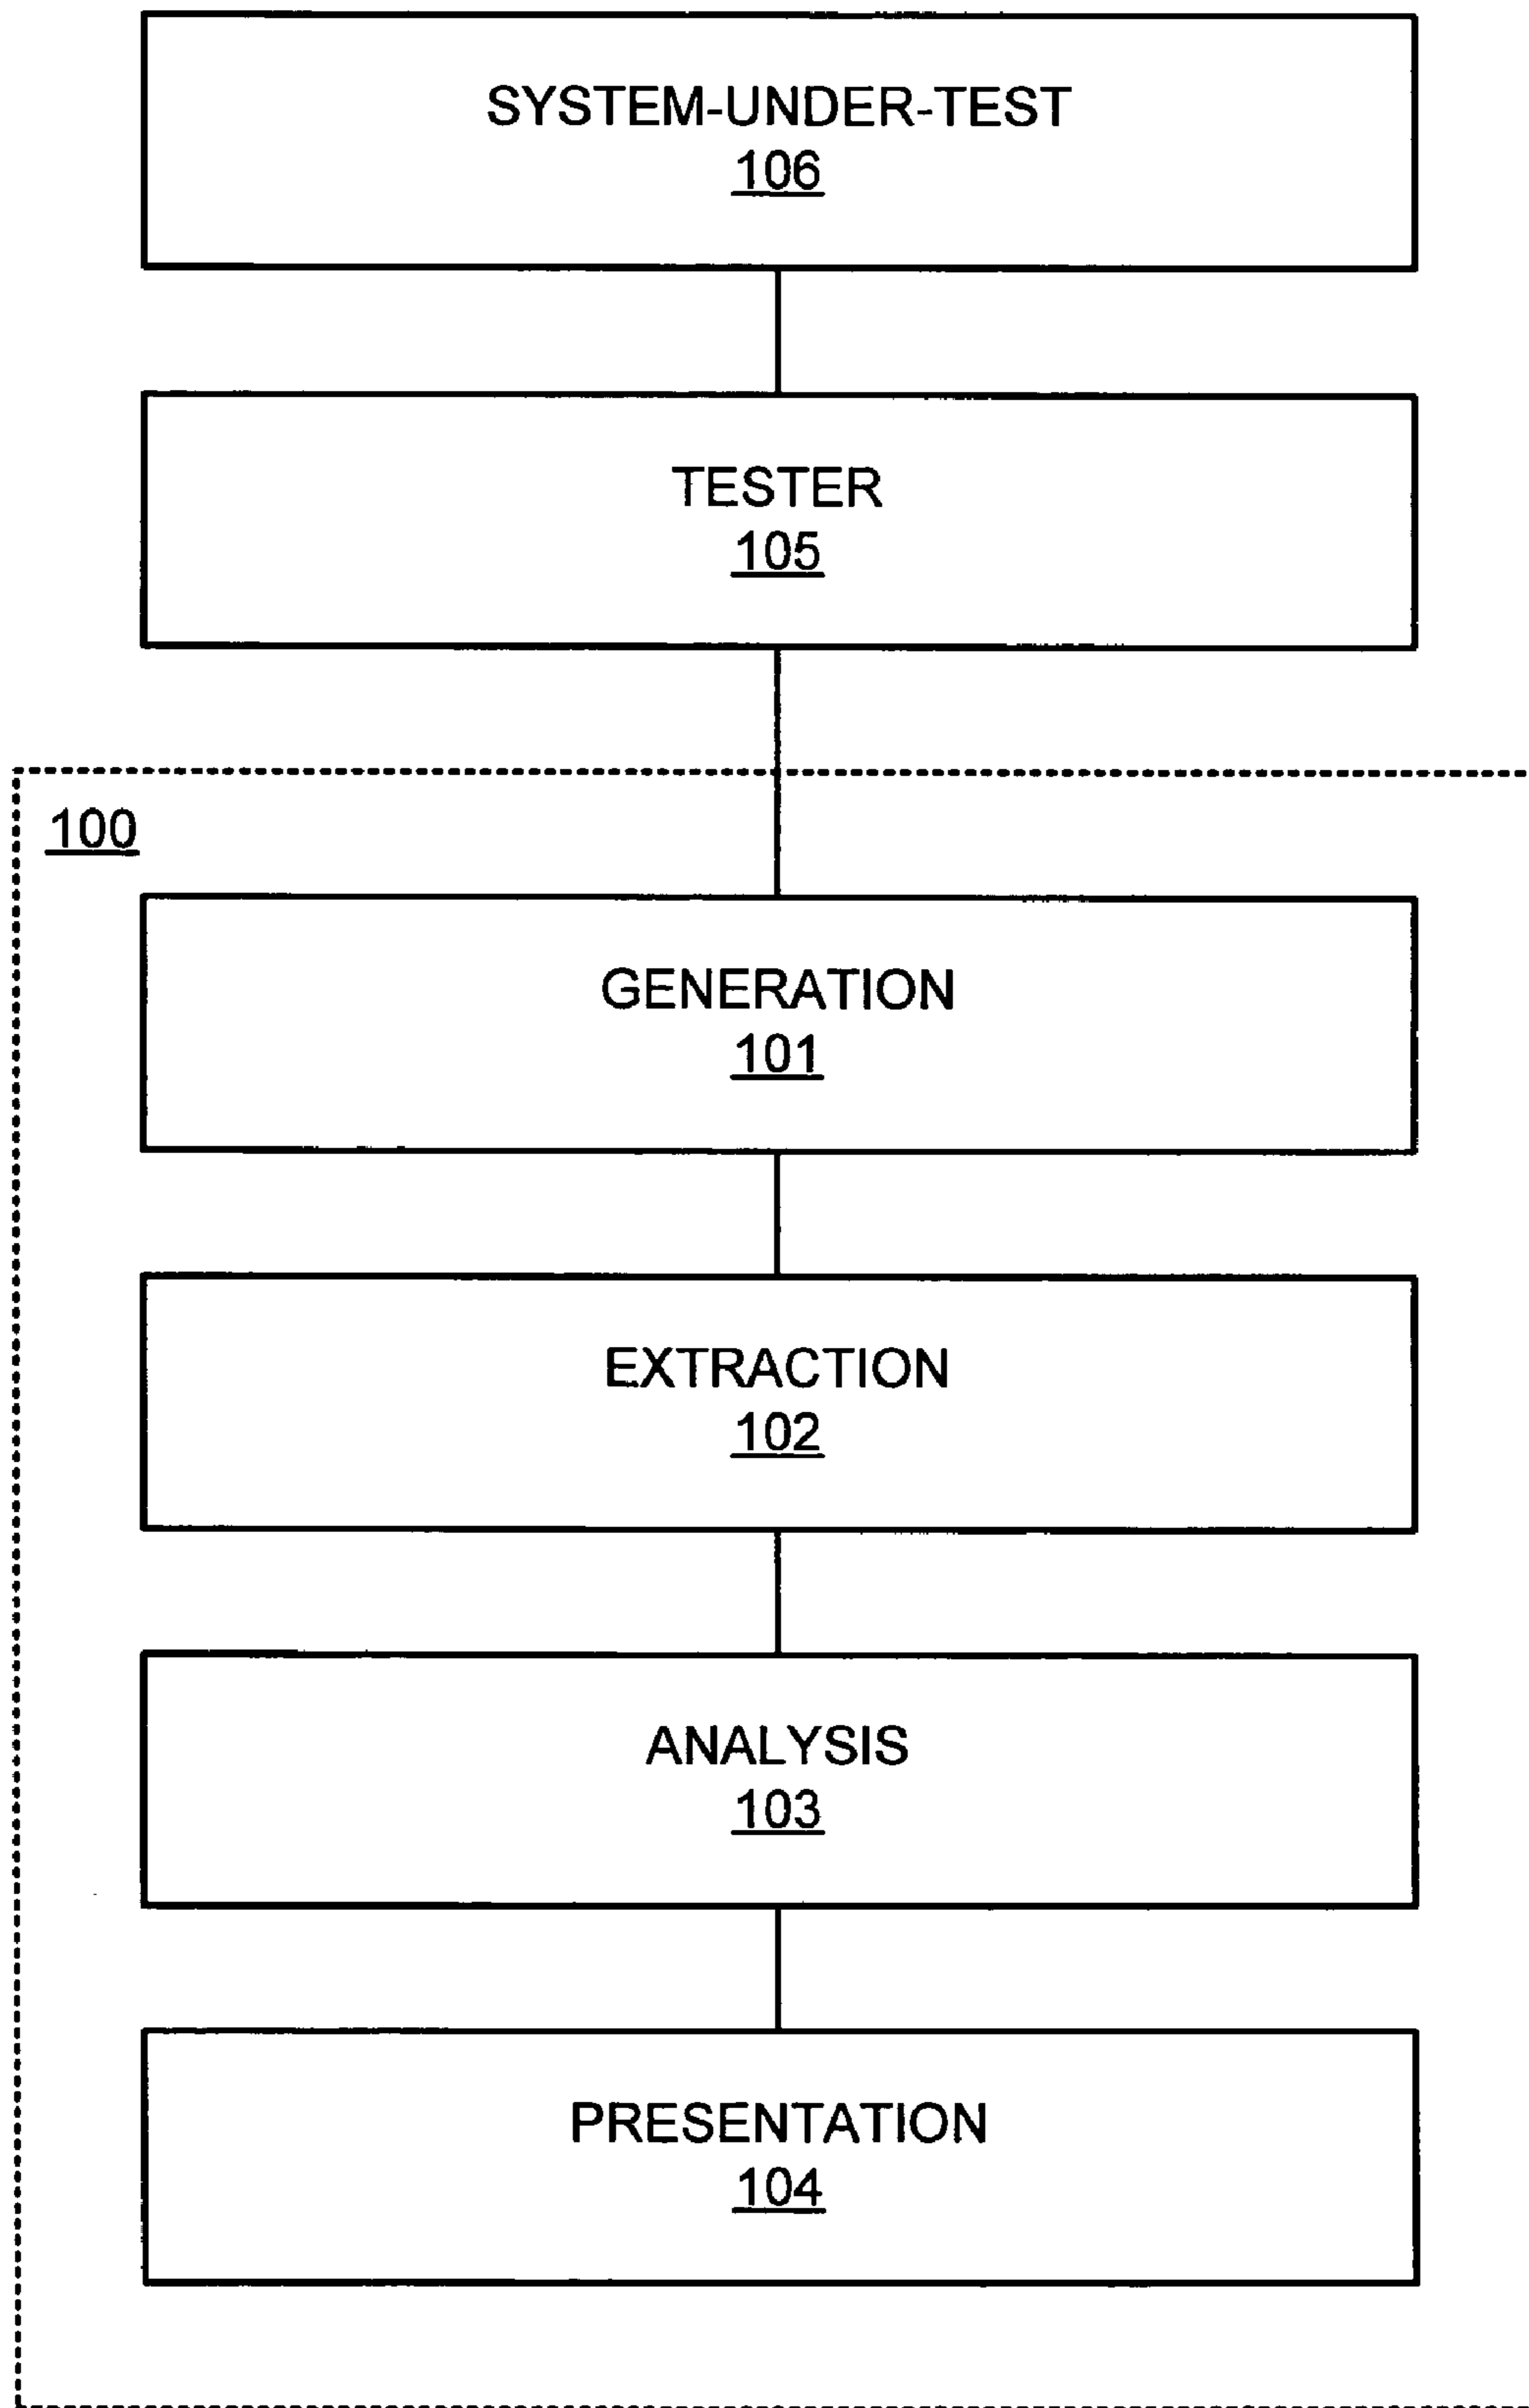 SYSTEM-UNDER-TEST
106
TESTER
105
100
GENERATION
101
EXTRACTION
102
ANALYSIS
103
PRESENTATION
104